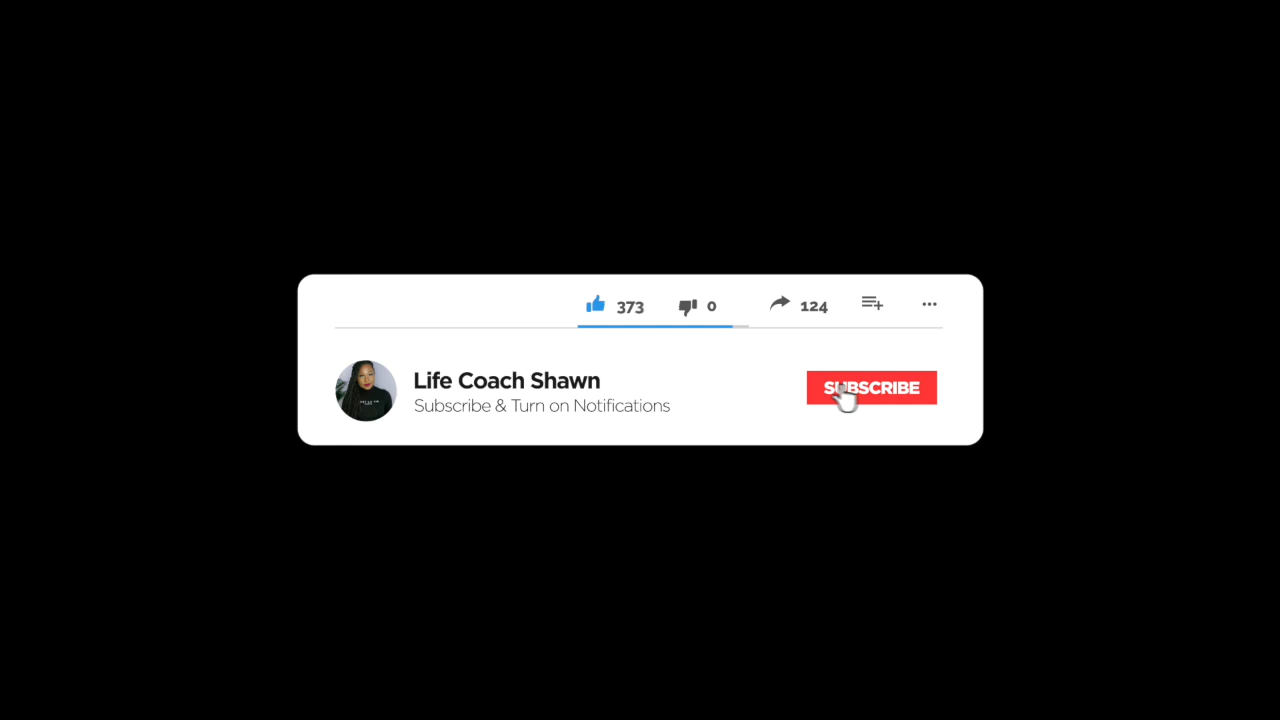 373 0 124 ...
Life Coach Shawn
SUBSCRIBE
Subscribe & Turn on Notifications